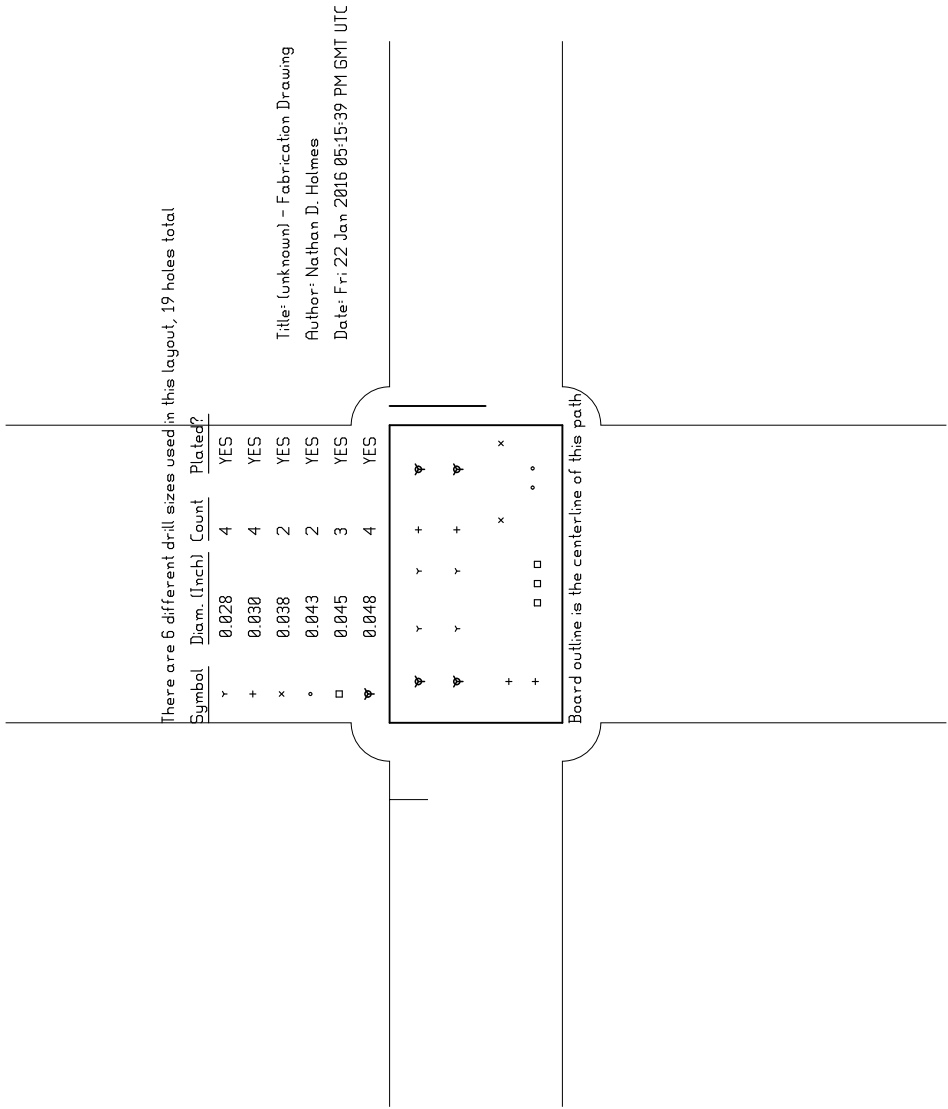 There are 6 different drill sizes used in this layout, 19 holes total
Symbol Diam. (Inch) Count Plated?
0.028 4 YES
0.030 4 YES
0.038 2 YES
0.043 2 YES
0.045 3 YES
0.048 4 YES
Title: (unknown) - Fabrication Drawing
Author: Nathan D. Holmes
Date: Fri 22 Jan 2016 05:15:39 PM GMT UTC
Board outline is the centerline of this path